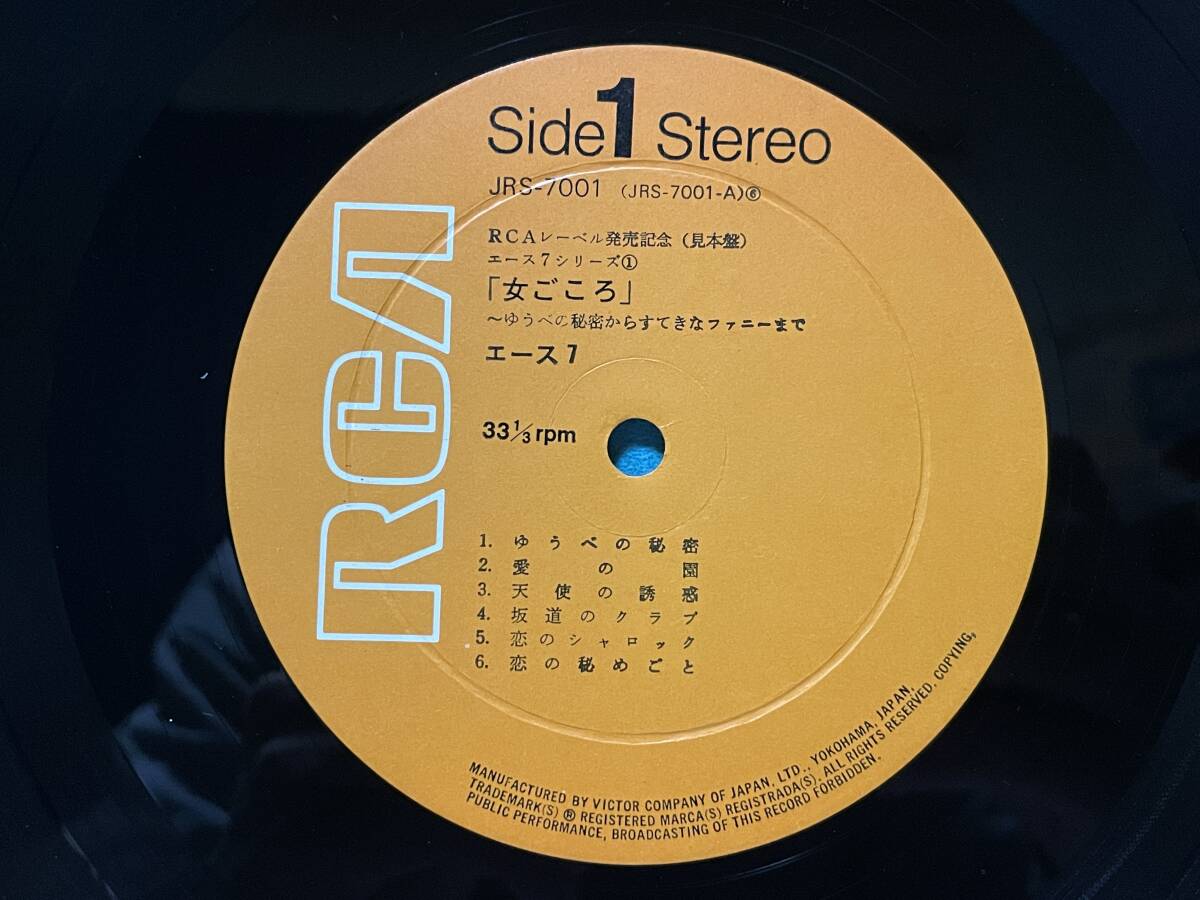 Side 1 Stereo
JRS-7001 (JRS-7001-A)⑥
RCAレーベル発売記念(見本盤)
エース7シリーズ①
「女ごころ」
～ゆうべの秘密からすてきなファニーまで
エース7
33 1/3 rpm
RCA
1. ゆうべの秘密
2. 愛の園
3. 天使の誘惑
4. 坂道のクラブ
5. 恋のシャロック
6. 恋の秘めごと
MANUFACTURED BY VICTOR COMPANY OF JAPAN, LTD., YOKOHAMA, JAPAN.
TRADEMARK(S) ® REGISTERED MARCA(S) REGISTRADA(S). ALL RIGHTS RESERVED. COPYING,
PUBLIC PERFORMANCE, BROADCASTING OF THIS RECORD FORBIDDEN.